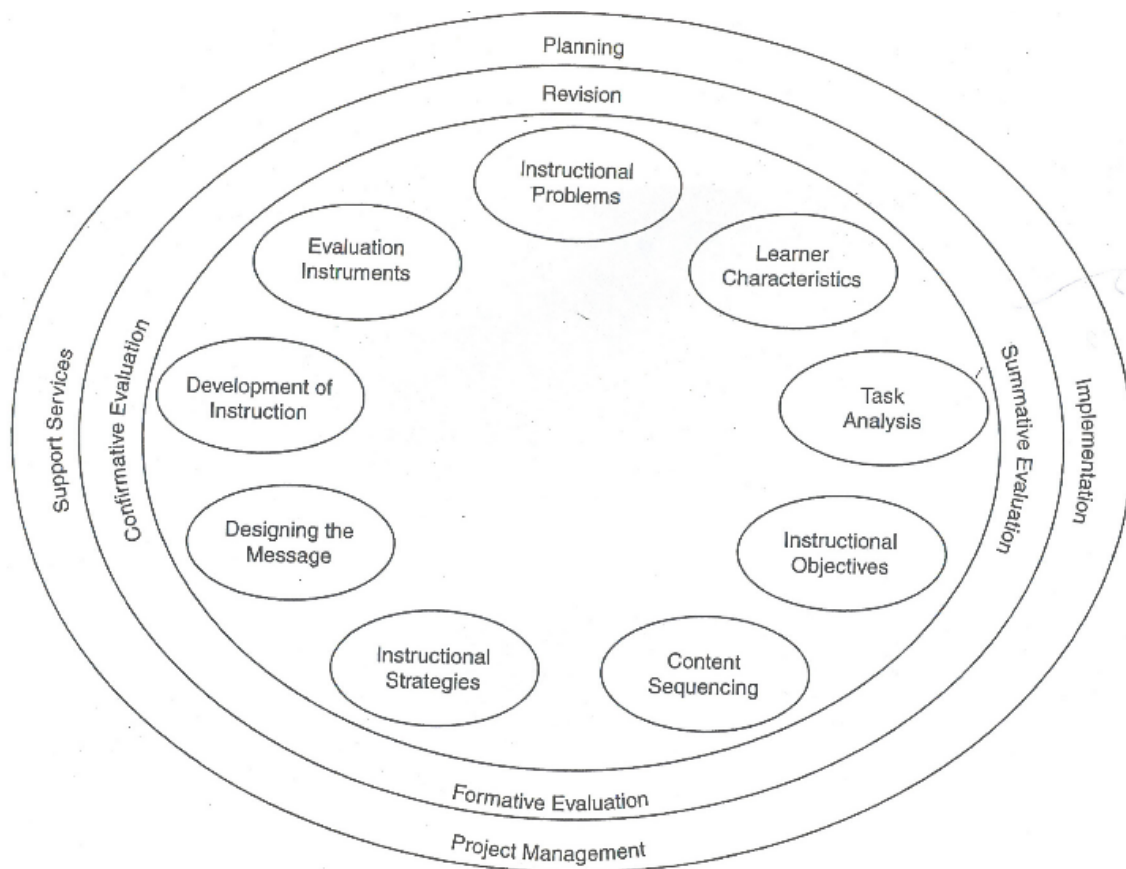 Planning
Revision
Instructional
Problems
Learner
Characteristics
Task
Analysis
Instructional
Objectives
Content
Sequencing
Instructional
Strategies
Designing the
Message
Development of
Instruction
Evaluation
Instruments
Confirmative Evaluation
Summative Evaluation
Formative Evaluation
Support Services
Implementation
Project Management